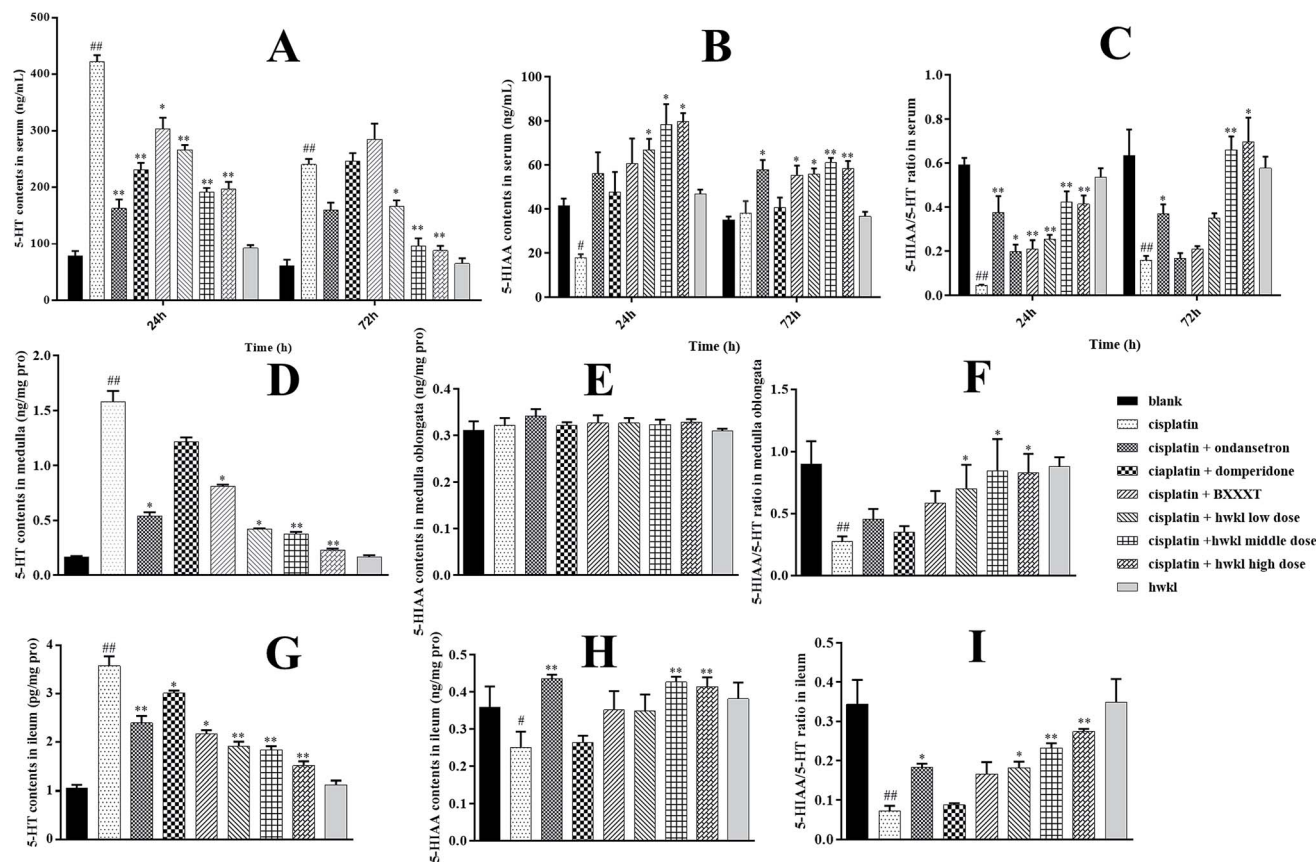 A
5-HT contents in serum (ng/mL)
500
400
300
200
100
0
##
**
**
*
**
**
**
##
*
**
**
24h
72h
Time (h)
B
5-HIAA contents in serum (ng/mL)
100
80
60
40
20
0
#
*
*
*
*
*
*
**
**
24h
72h
Time (h)
C
5-HIAA/5-HT ratio in serum
1.0
0.8
0.6
0.4
0.2
0.0
##
**
*
**
**
**
**
##
*
**
*
24h
72h
Time (h)
D
5-HT contents in medulla (ng/mg pro)
2.0
1.5
1.0
0.5
0.0
##
*
*
*
**
**
E
5-HIAA contents in medulla oblongata (ng/mg pro)
0.4
0.3
0.2
0.1
0.0
F
5-HIAA/5-HT ratio in medulla oblongata
1.5
1.0
0.5
0.0
##
*
*
*
blank
cisplatin
cisplatin + ondansetron
ciaplatin + domperidone
cisplatin + BXXXT
cisplatin + hwkl low dose
cisplatin +hwkl middle dose
cisplatin + hwkl high dose
hwkl
G
5-HT contents in ileum (pg/mg pro)
4
3
2
1
0
##
**
*
*
**
**
**
H
5-HIAA contents in ileum (ng/mg pro)
0.5
0.4
0.3
0.2
0.1
0.0
#
**
**
**
I
5-HIAA/5-HT ratio in ileum
0.5
0.4
0.3
0.2
0.1
0.0
##
*
*
**
**